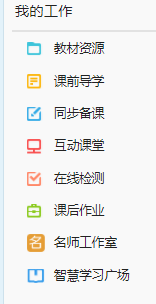 我的工作
教材资源
课前导学
同步备课
互动课堂
在线检测
课后作业
名 名师工作室
智慧学习广场